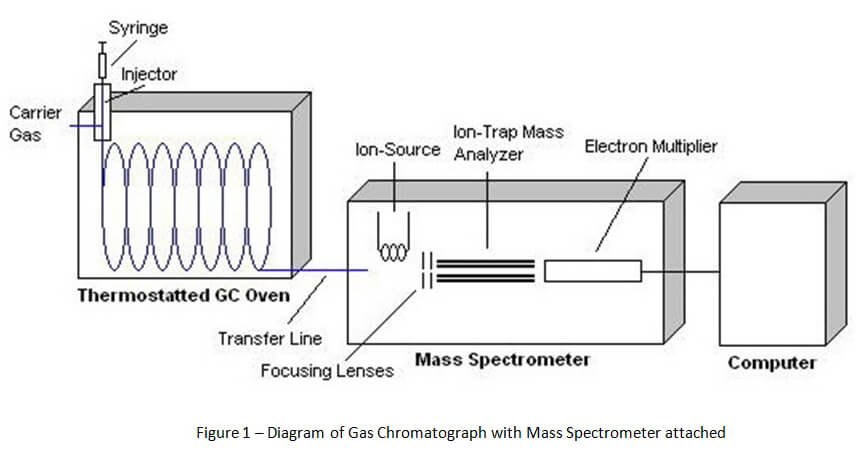 Syringe
Injector
Carrier
Gas
Ion-Source
Ion-Trap Mass
Analyzer
Electron Multiplier
Thermostatted GC Oven
Transfer Line
Focusing Lenses
Mass Spectrometer
Computer
Figure 1 – Diagram of Gas Chromatograph with Mass Spectrometer attached